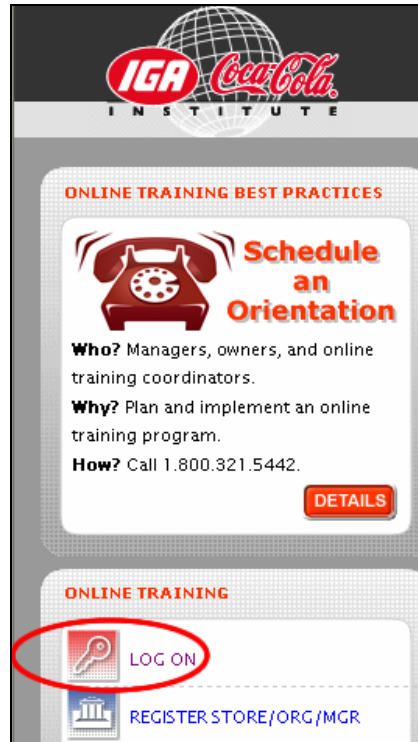 IGA Coca-Cola
INSTITUTE
ONLINE TRAINING BEST PRACTICES
Schedule
an
Orientation
Who? Managers, owners, and online
training coordinators.
Why? Plan and implement an online
training program.
How? Call 1.800.321.5442.
DETAILS
ONLINE TRAINING
LOG ON
REGISTER STORE/ORG/MGR